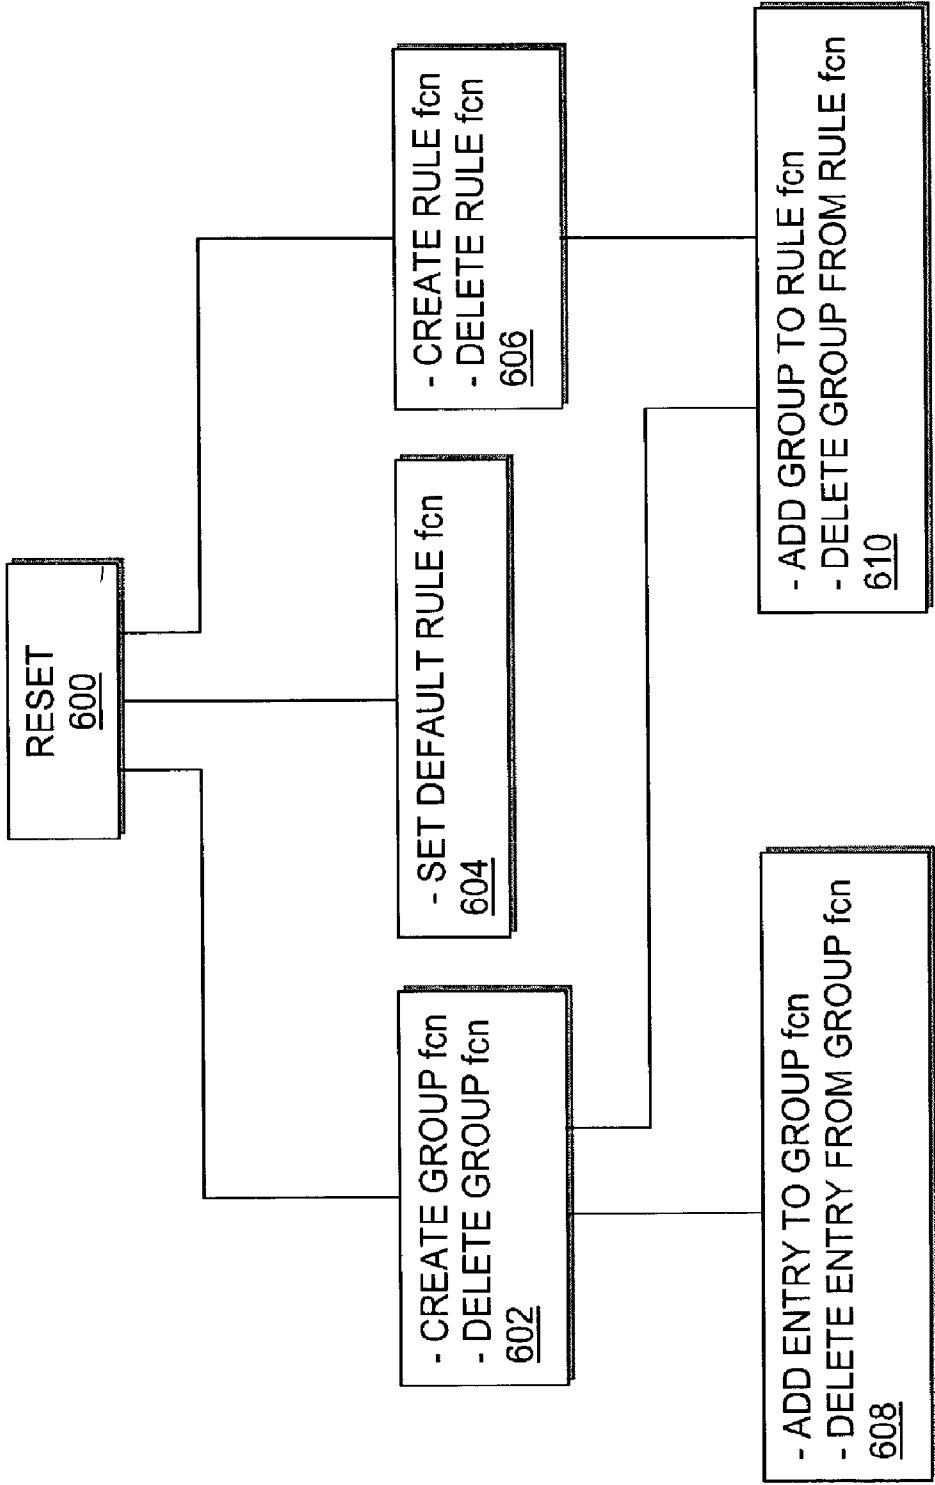 RESET
600
- CREATE GROUP fcn
- DELETE GROUP fcn
602
- SET DEFAULT RULE fcn
604
- CREATE RULE fcn
- DELETE RULE fcn
606
- ADD ENTRY TO GROUP fcn
- DELETE ENTRY FROM GROUP fcn
608
- ADD GROUP TO RULE fcn
- DELETE GROUP FROM RULE fcn
610